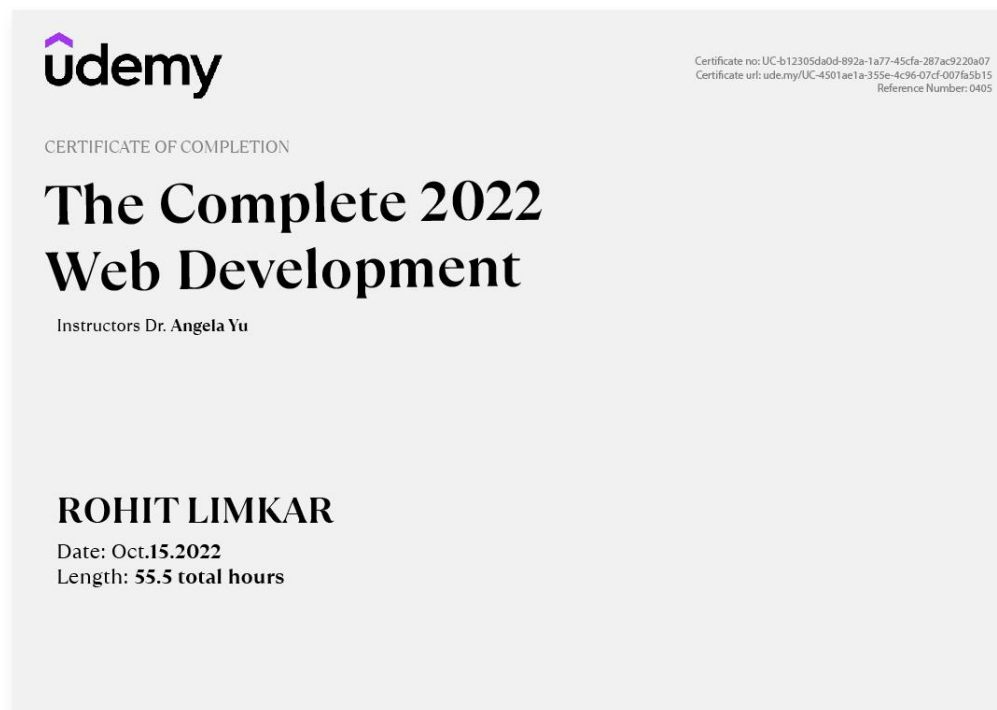 udemy
Certificate no: UC-b12305da0d-892a-1a77-45cfa-287ac9220a07
Certificate url: ude.my/UC-4501ae1a-355e-4c96-07cf-007fa5b15
Reference Number: 0405
CERTIFICATE OF COMPLETION
The Complete 2022
Web Development
Instructors Dr. Angela Yu
ROHIT LIMKAR
Date: Oct.15.2022
Length: 55.5 total hours